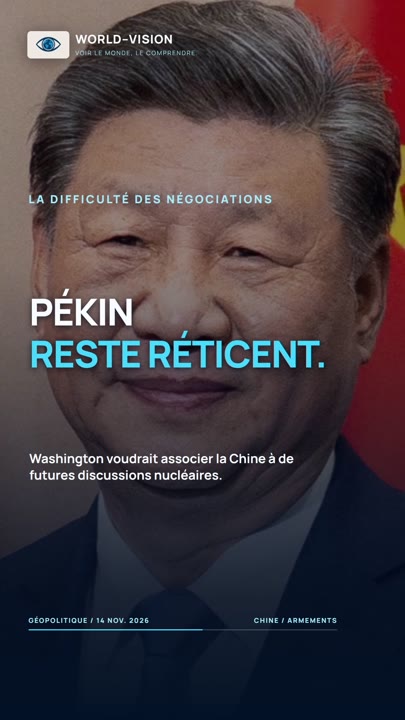 WORLD-VISION
VOIR LE MONDE. LE COMPRENDRE.
LA DIFFICULTÉ DES NÉGOCIATIONS
PÉKIN
RESTE RÉTICENT.
Washington voudrait associer la Chine à de
futures discussions nucléaires.
GÉOPOLITIQUE / 14 NOV. 2026
CHINE / ARMEMENTS